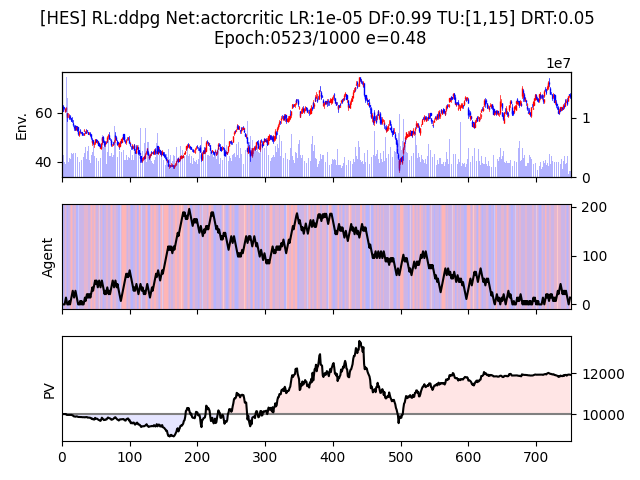 [HES] RL:ddpg Net:actorcritic LR:1e-05 DF:0.99 TU:[1,15] DRT:0.05
Epoch:0523/1000 e=0.48
1e7
Env.
60
40
1
0
Agent
200
100
0
PV
12000
10000
0 100 200 300 400 500 600 700